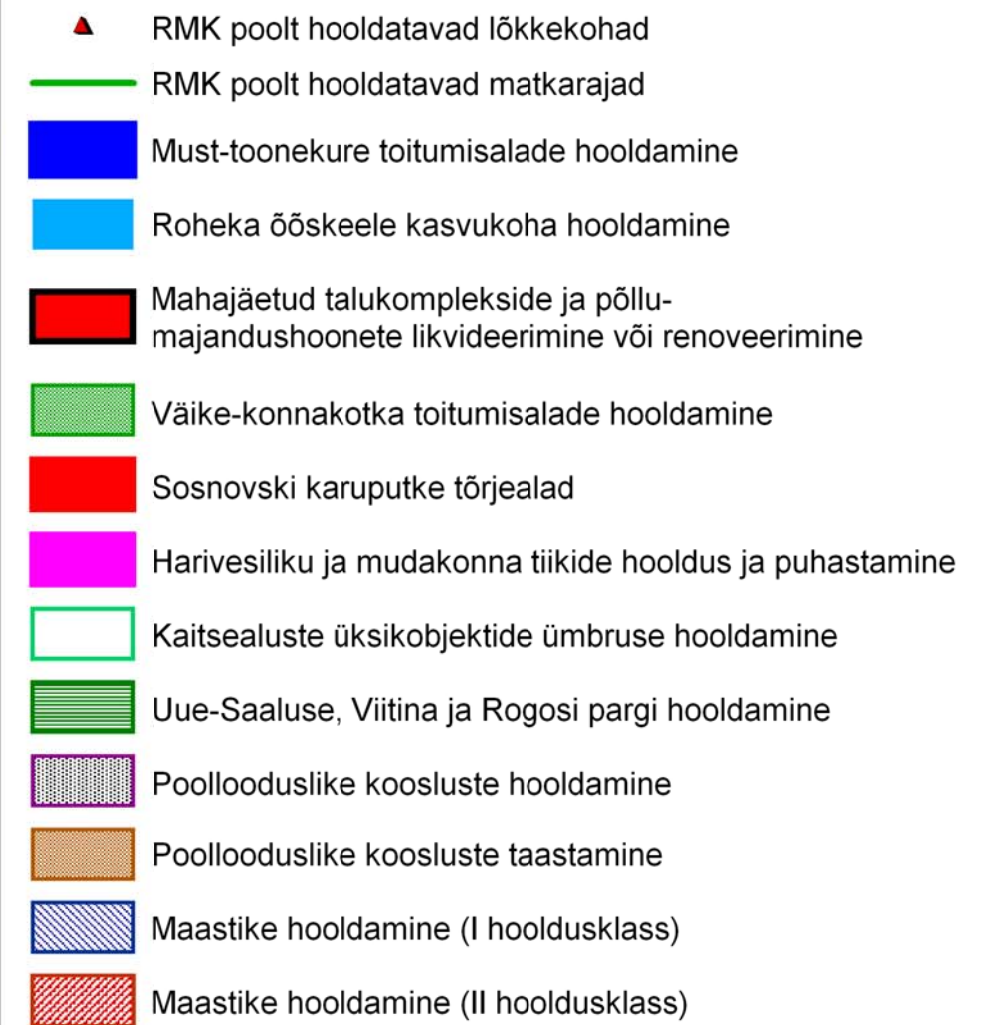 RMK poolt hooldatavad lõkkekohad
RMK poolt hooldatavad matkarajad
Must-toonekure toitumisalade hooldamine
Roheka õõskeele kasvukoha hooldamine
Mahajäetud talukomplekside ja põllu-
majandushoonete likvideerimine või renoveerimine
Väike-konnakotka toitumisalade hooldamine
Sosnovski karuputke tõrjealad
Harivesiliku ja mudakonna tiikide hooldus ja puhastamine
Kaitsealuste üksikobjektide ümbruse hooldamine
Uue-Saaluse, Viitina ja Rogosi pargi hooldamine
Poollooduslike koosluste hooldamine
Poollooduslike koosluste taastamine
Maastike hooldamine (I hooldusklass)
Maastike hooldamine (II hooldusklass)